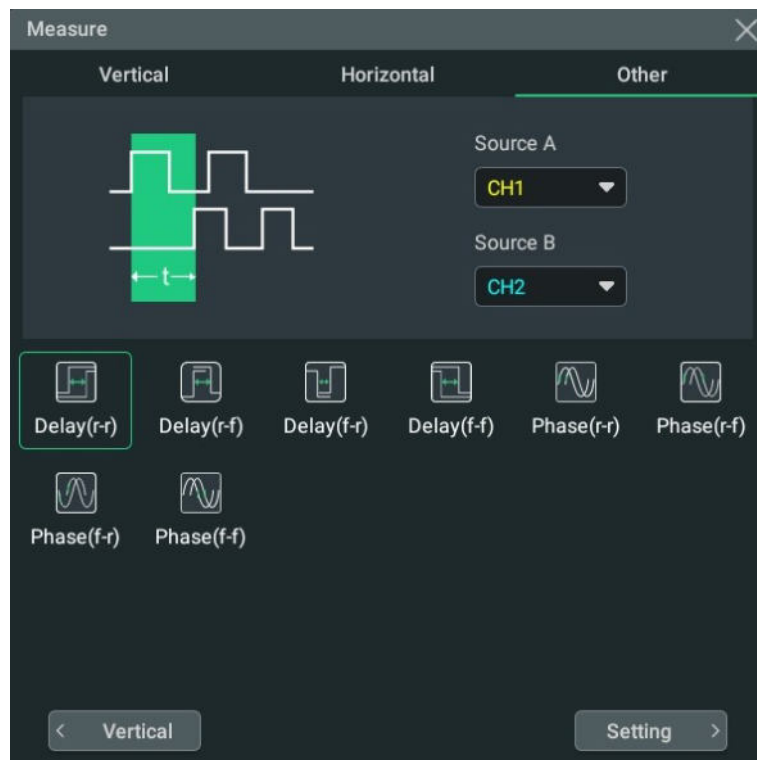 Measure
Vertical Horizontal Other
Source A
CH1
Source B
t
CH2
Delay(r-r) Delay(r-f) Delay(f-r) Delay(f-f) Phase(r-r) Phase(r-f)
Phase(f-r) Phase(f-f)
< Vertical Setting >